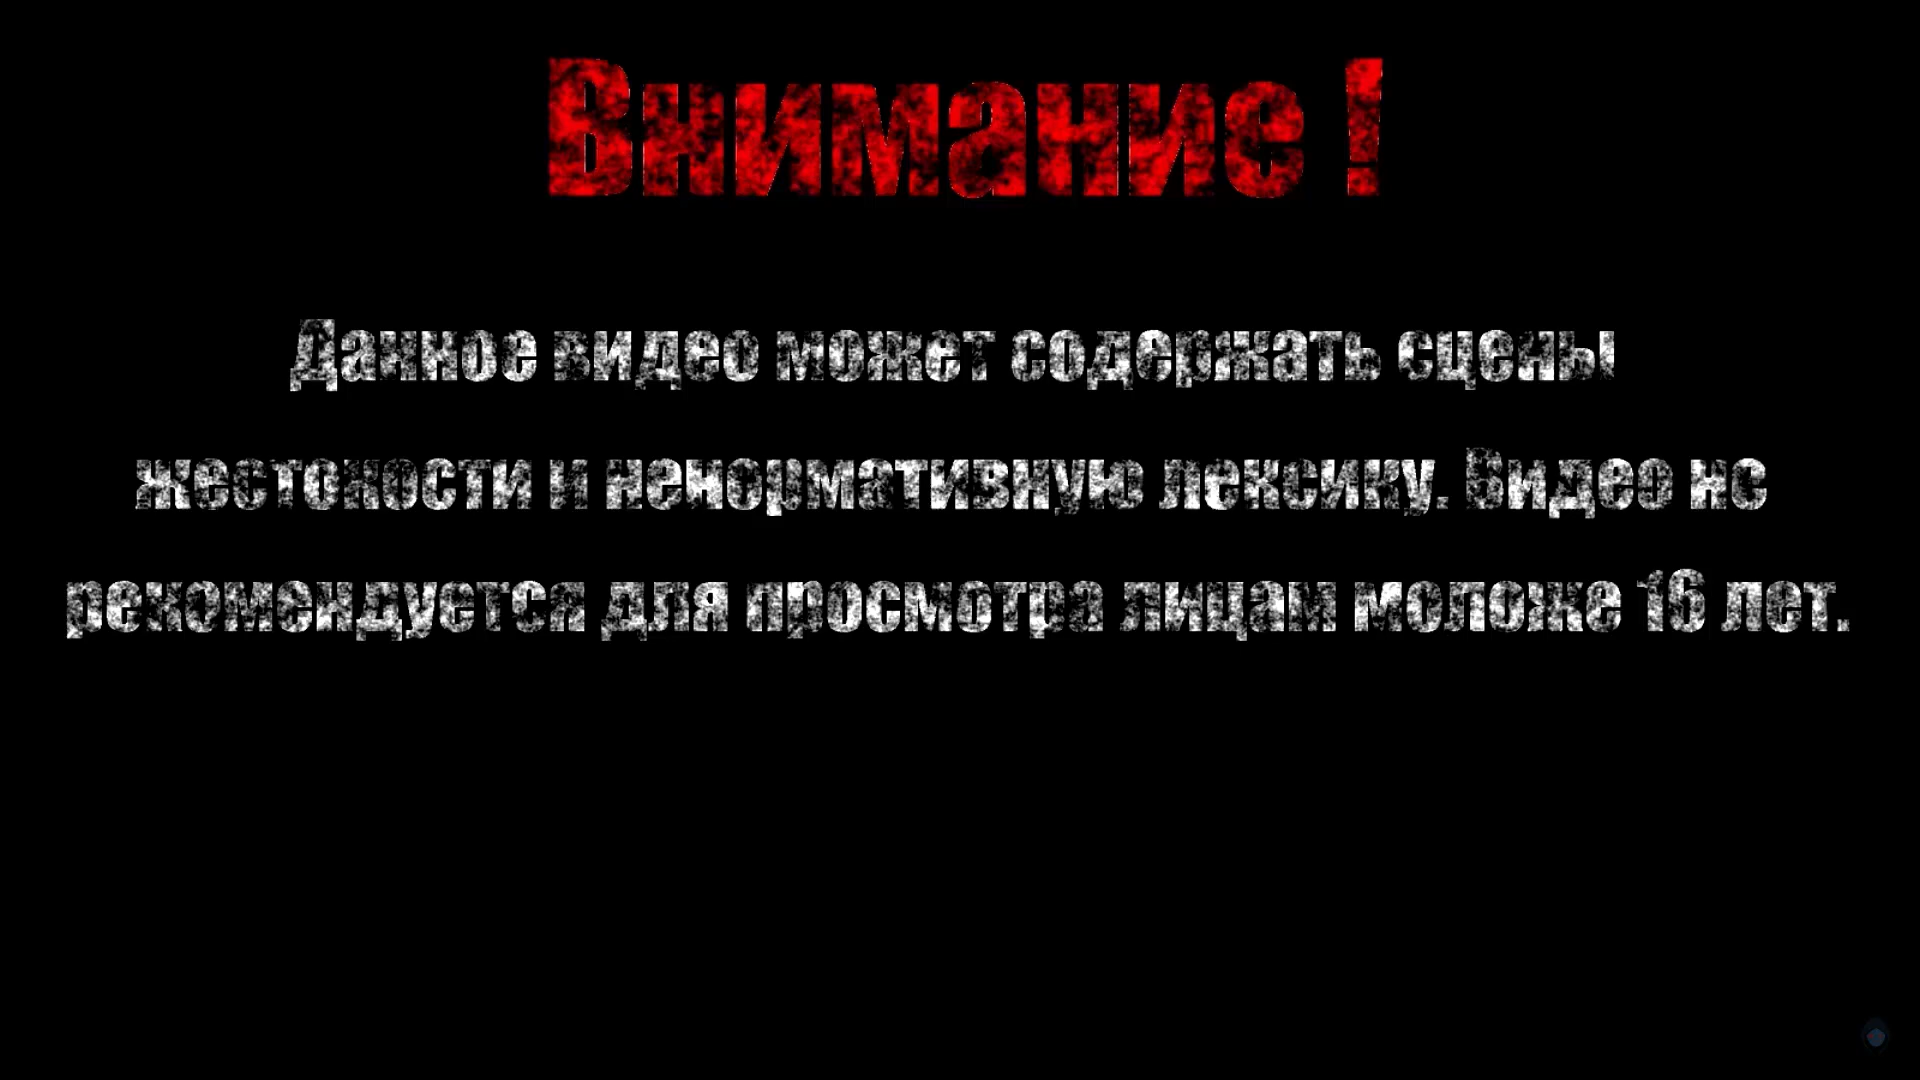 Внимание !
Данное видео может содержать сцены
жестокости и ненормативную лексику. Видео не
рекомендуется для просмотра лицам моложе 16 лет.